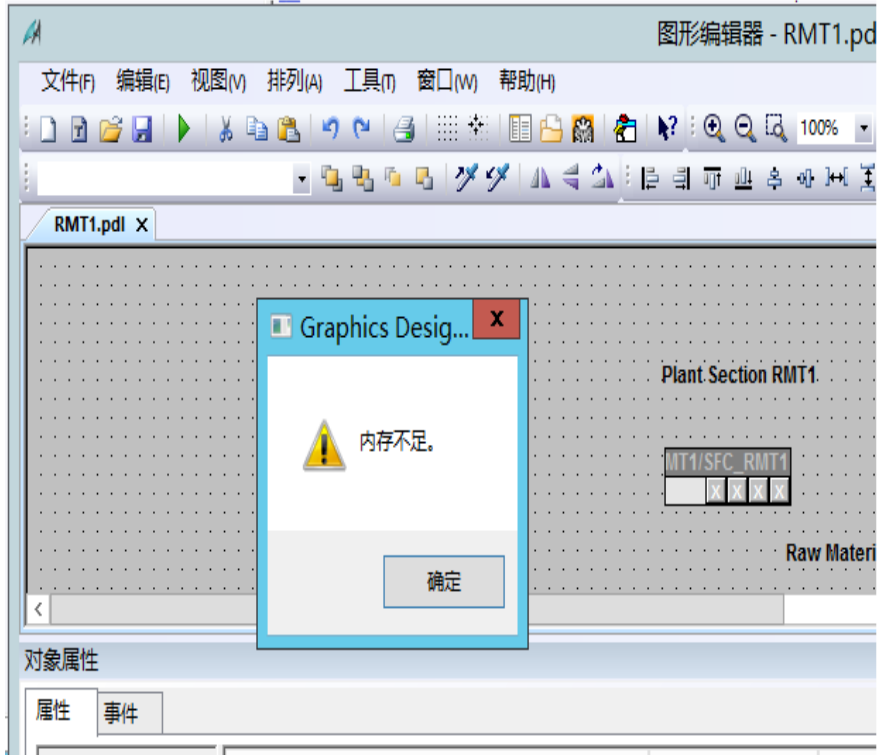 图形编辑器 - RMT1.pd
文件(F) 编辑(E) 视图(V) 排列(A) 工具(T) 窗口(W) 帮助(H)
100%
RMT1.pdl X
Graphics Desig... X
Plant Section RMT1
内存不足。
MT1/SFC_RMT1
X X X X
Raw Materi
确定
对象属性
属性 事件